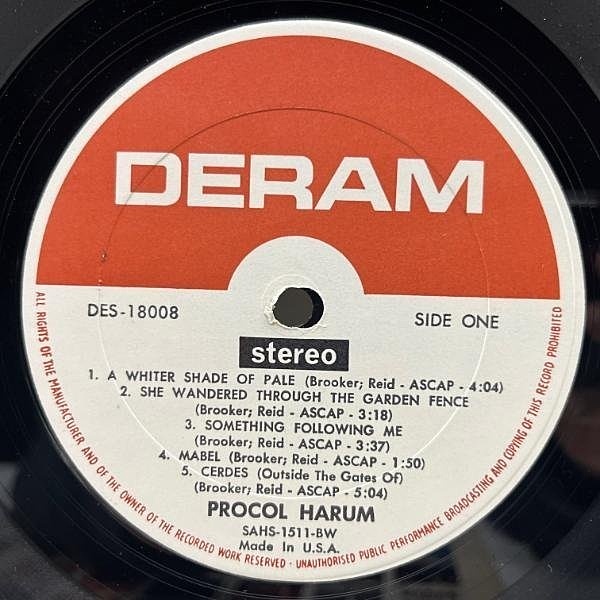 DERAM
DES-18008
SIDE ONE
stereo
1. A WHITER SHADE OF PALE (Brooker; Reid - ASCAP - 4:04)
2. SHE WANDERED THROUGH THE GARDEN FENCE
(Brooker; Reid - ASCAP - 3:18)
3. SOMETHING FOLLOWING ME
(Brooker; Reid - ASCAP - 3:37)
4. MABEL (Brooker; Reid - ASCAP - 1:50)
5. CERDES (Outside The Gates Of)
(Brooker; Reid - ASCAP - 5:04)
PROCOL HARUM
SAHS-1511-BW
Made In U.S.A.
ALL RIGHTS OF THE MANUFACTURER AND OF THE OWNER OF THE RECORDED WORK RESERVED - UNAUTHORISED PUBLIC PERFORMANCE BROADCASTING AND COPYING OF THIS RECORD PROHIBITED